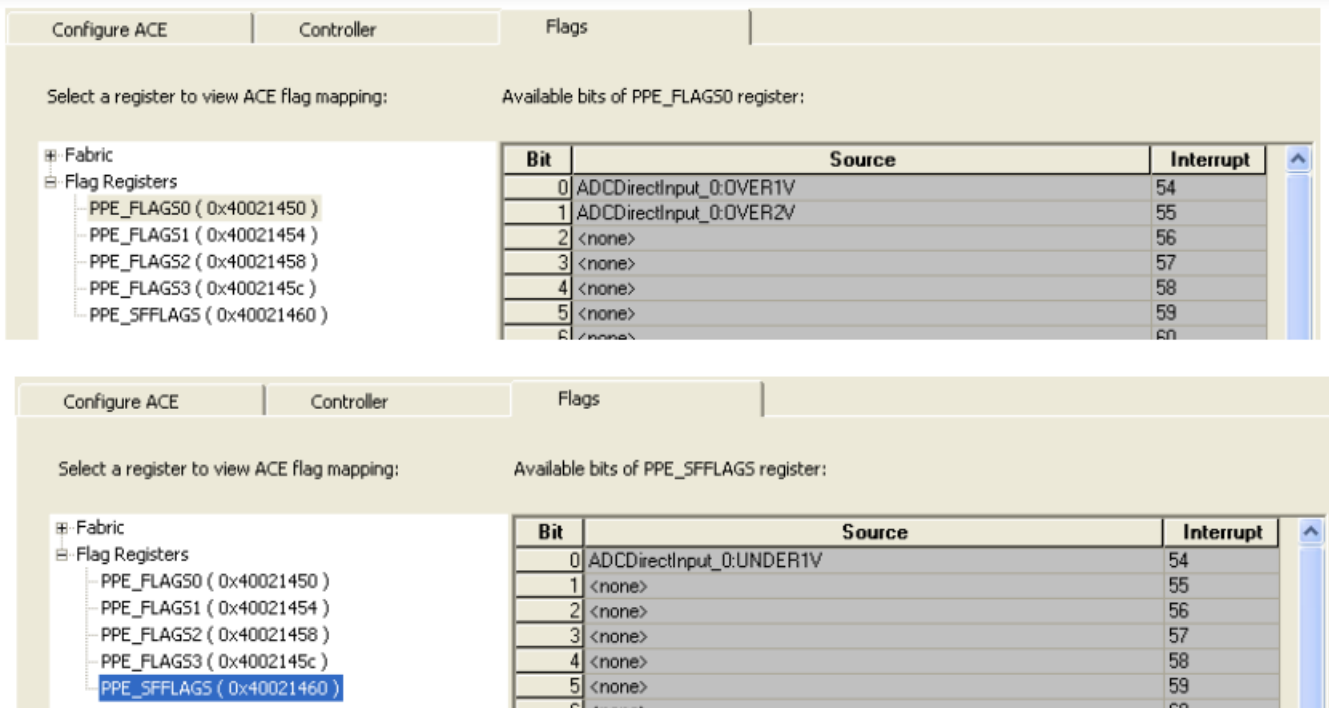 Configure ACE Controller Flags
Select a register to view ACE flag mapping: Available bits of PPE_FLAGS0 register:
Fabric
Flag Registers
PPE_FLAGS0 ( 0x40021450 )
PPE_FLAGS1 ( 0x40021454 )
PPE_FLAGS2 ( 0x40021458 )
PPE_FLAGS3 ( 0x4002145c )
PPE_SFFLAGS ( 0x40021460 )
Bit Source Interrupt
0 ADCDirectInput_0:OVER1V 54
1 ADCDirectInput_0:OVER2V 55
2 <none> 56
3 <none> 57
4 <none> 58
5 <none> 59
6 <none> 60
Configure ACE Controller Flags
Select a register to view ACE flag mapping: Available bits of PPE_SFFLAGS register:
Fabric
Flag Registers
PPE_FLAGS0 ( 0x40021450 )
PPE_FLAGS1 ( 0x40021454 )
PPE_FLAGS2 ( 0x40021458 )
PPE_FLAGS3 ( 0x4002145c )
PPE_SFFLAGS ( 0x40021460 )
Bit Source Interrupt
0 ADCDirectInput_0:UNDER1V 54
1 <none> 55
2 <none> 56
3 <none> 57
4 <none> 58
5 <none> 59